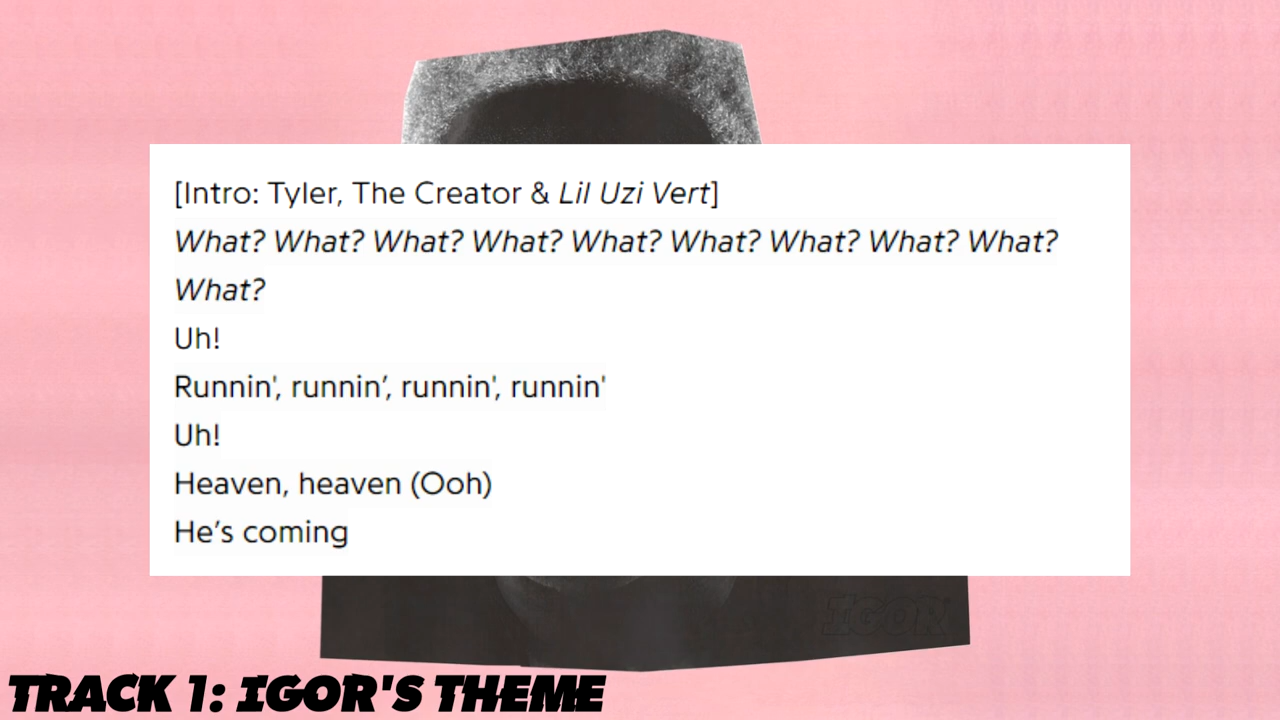 [Intro: Tyler, The Creator & Lil Uzi Vert]
What? What? What? What? What? What? What? What? What?
What?
Uh!
Runnin', runnin’, runnin', runnin'
Uh!
Heaven, heaven (Ooh)
He’s coming
IGOR
TRACK 1: IGOR'S THEME